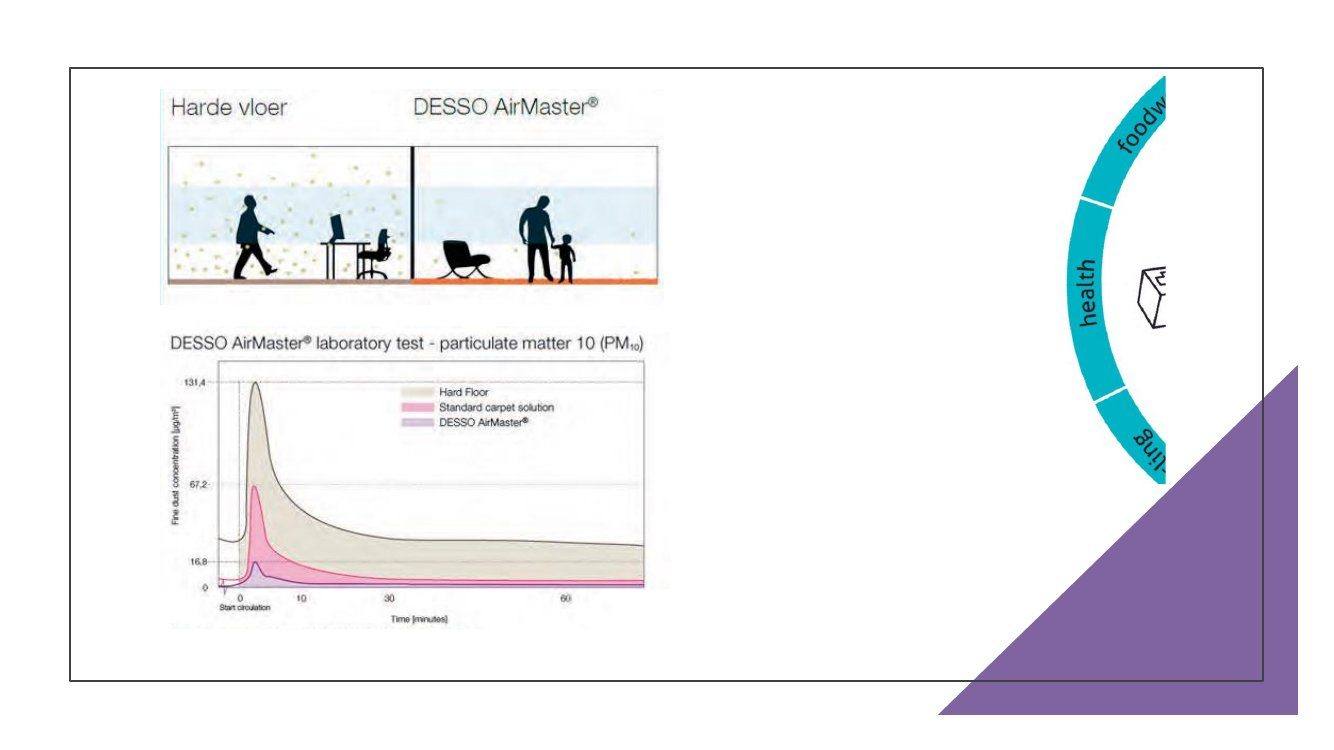 Harde vloer
DESSO AirMaster®
foodw
health
ling
DESSO AirMaster® laboratory test - particulate matter 10 (PM₁₀)
131,4
67,2
16,8
0
Fine dust concentration [µg/m³]
Hard Floor
Standard carpet solution
DESSO AirMaster®
0
10
30
60
Start circulation
Time [minutes]